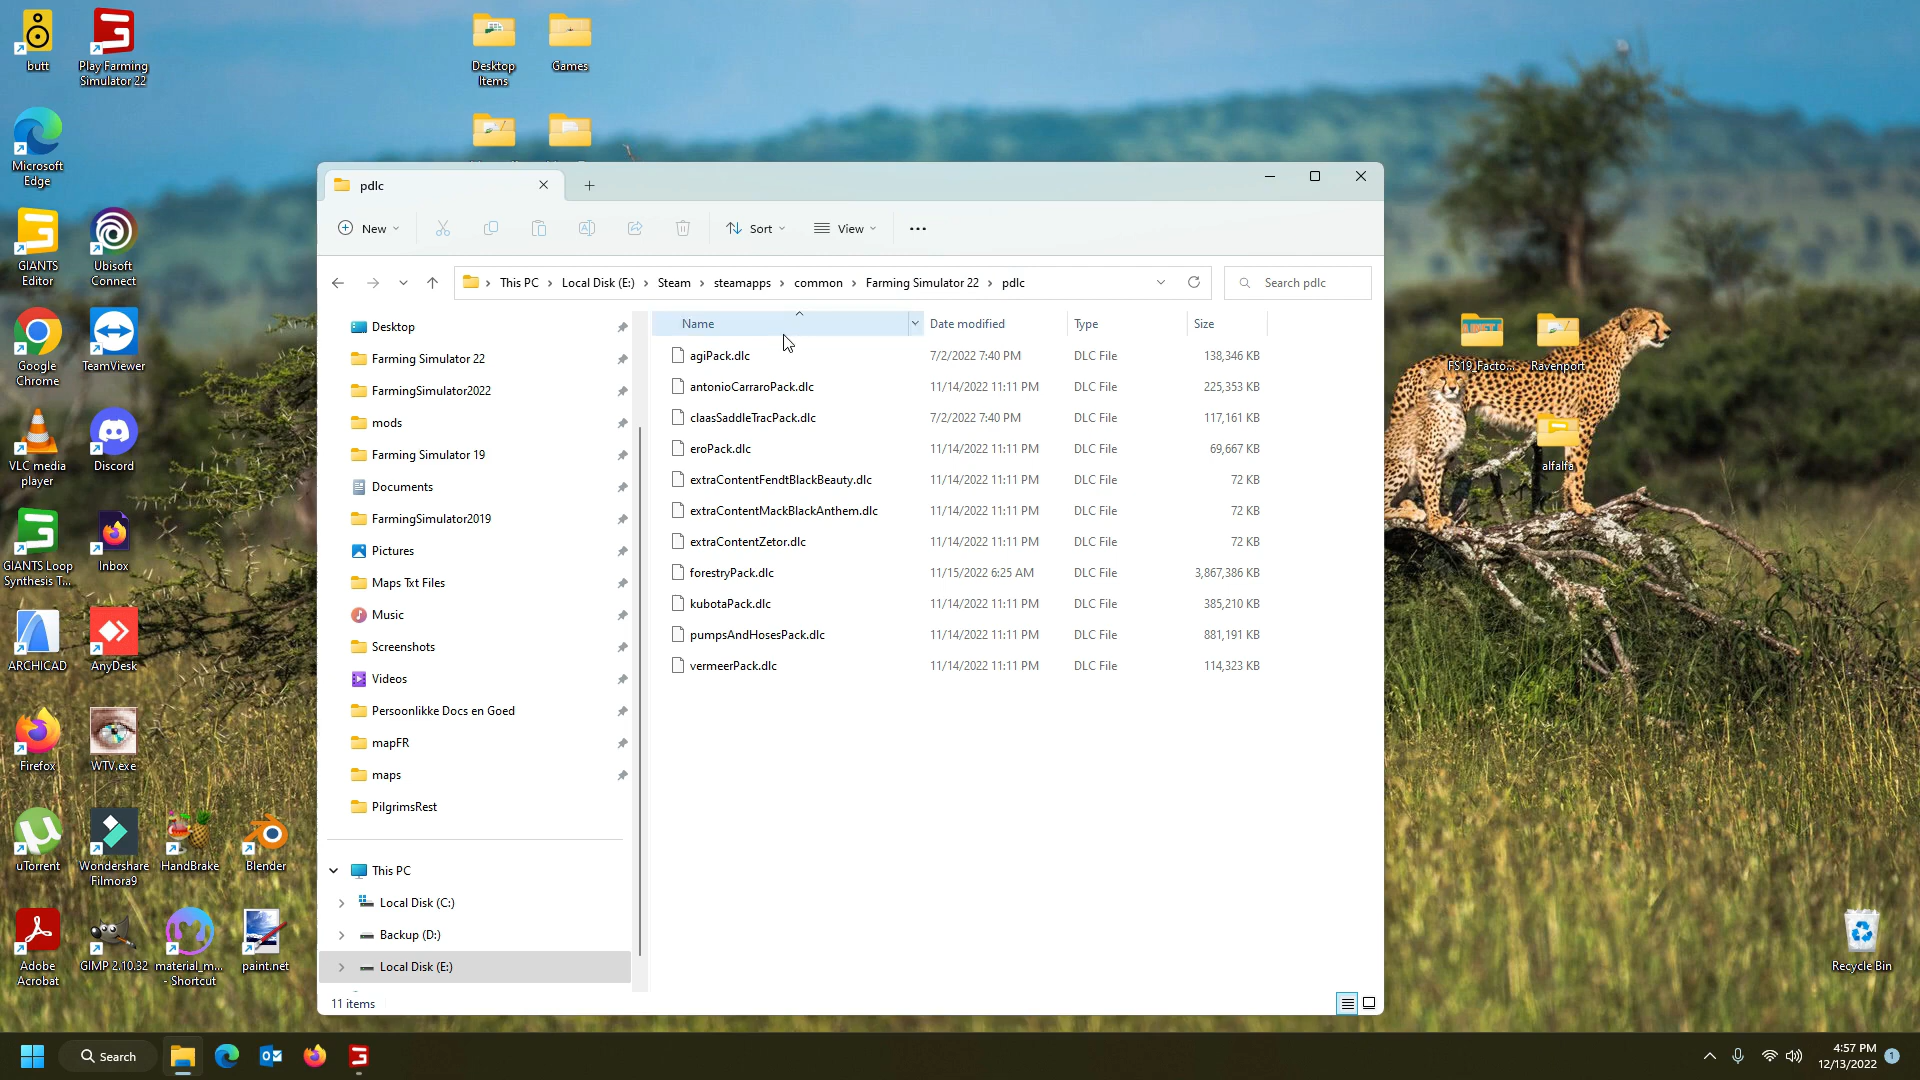 butt
Play Farming
Simulator 22
Desktop
Items
Games
Microsoft
Edge
GIANTS
Editor
Ubisoft
Connect
Google
Chrome
TeamViewer
VLC media
player
Discord
GIANTS Loop
Synthesis T...
Inbox
ARCHICAD
AnyDesk
Firefox
WTV.exe
uTorrent
Wondershare
Filmora9
HandBrake
Blender
Adobe
Acrobat
GIMP 2.10.32
material_m...
- Shortcut
paint.net
pdlc
New
Sort
View
This PC > Local Disk (E:) > Steam > steamapps > common > Farming Simulator 22 > pdlc
Search pdlc
Desktop
Farming Simulator 22
FarmingSimulator2022
mods
Farming Simulator 19
Documents
FarmingSimulator2019
Pictures
Maps Txt Files
Music
Screenshots
Videos
Persoonlikke Docs en Goed
mapFR
maps
PilgrimsRest
This PC
Local Disk (C:)
Backup (D:)
Local Disk (E:)
Name Date modified Type Size
agiPack.dlc 7/2/2022 7:40 PM DLC File 138,346 KB
antonioCarraroPack.dlc 11/14/2022 11:11 PM DLC File 225,353 KB
claasSaddleTracPack.dlc 7/2/2022 7:40 PM DLC File 117,161 KB
eroPack.dlc 11/14/2022 11:11 PM DLC File 69,667 KB
extraContentFendtBlackBeauty.dlc 11/14/2022 11:11 PM DLC File 72 KB
extraContentMackBlackAnthem.dlc 11/14/2022 11:11 PM DLC File 72 KB
extraContentZetor.dlc 11/14/2022 11:11 PM DLC File 72 KB
forestryPack.dlc 11/15/2022 6:25 AM DLC File 3,867,386 KB
kubotaPack.dlc 11/14/2022 11:11 PM DLC File 385,210 KB
pumpsAndHosesPack.dlc 11/14/2022 11:11 PM DLC File 881,191 KB
vermeerPack.dlc 11/14/2022 11:11 PM DLC File 114,323 KB
11 items
FS19_Facto...
Ravenport
alfalfa
Recycle Bin
Search
4:57 PM
12/13/2022
1